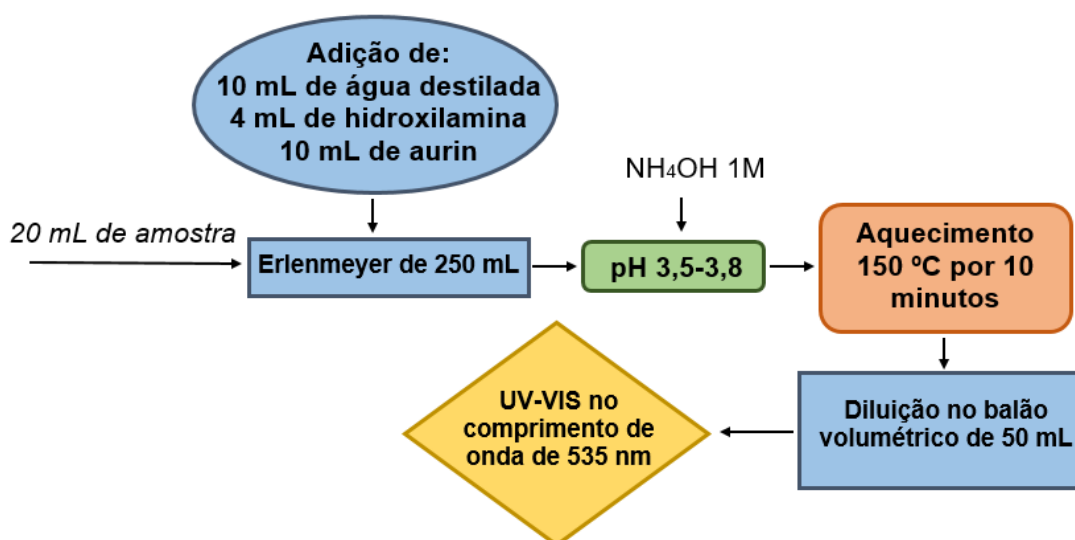 Adição de:
10 mL de água destilada
4 mL de hidroxilamina
10 mL de aurin
20 mL de amostra
Erlenmeyer de 250 mL
NH₄OH 1M
pH 3,5-3,8
Aquecimento
150 ºC por 10
minutos
Diluição no balão
volumétrico de 50 mL
UV-VIS no
comprimento de
onda de 535 nm